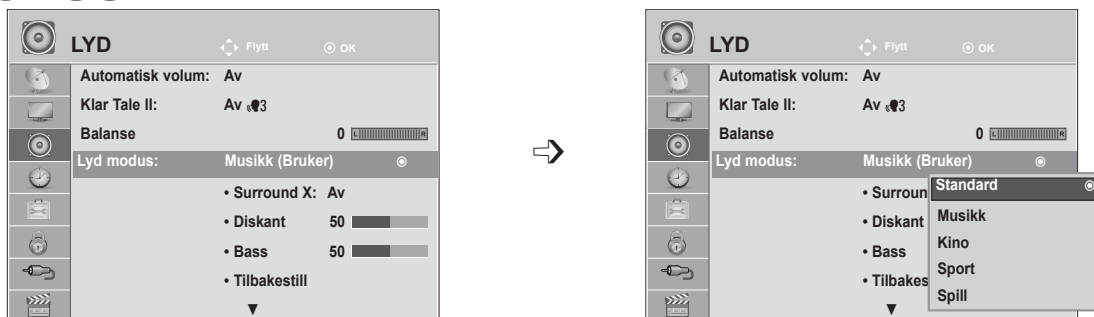 LYD Flytt OK
Automatisk volum: Av
Klar Tale II: Av 3
Balanse 0 L R
Lyd modus: Musikk (Bruker)
• Surround X: Av
• Diskant 50
• Bass 50
• Tilbakestill
▼
LYD Flytt OK
Automatisk volum: Av
Klar Tale II: Av 3
Balanse 0 L R
Lyd modus: Musikk (Bruker)
• Surroun
• Diskant
• Bass
• Tilbakes
▼
Standard
Musikk
Kino
Sport
Spill